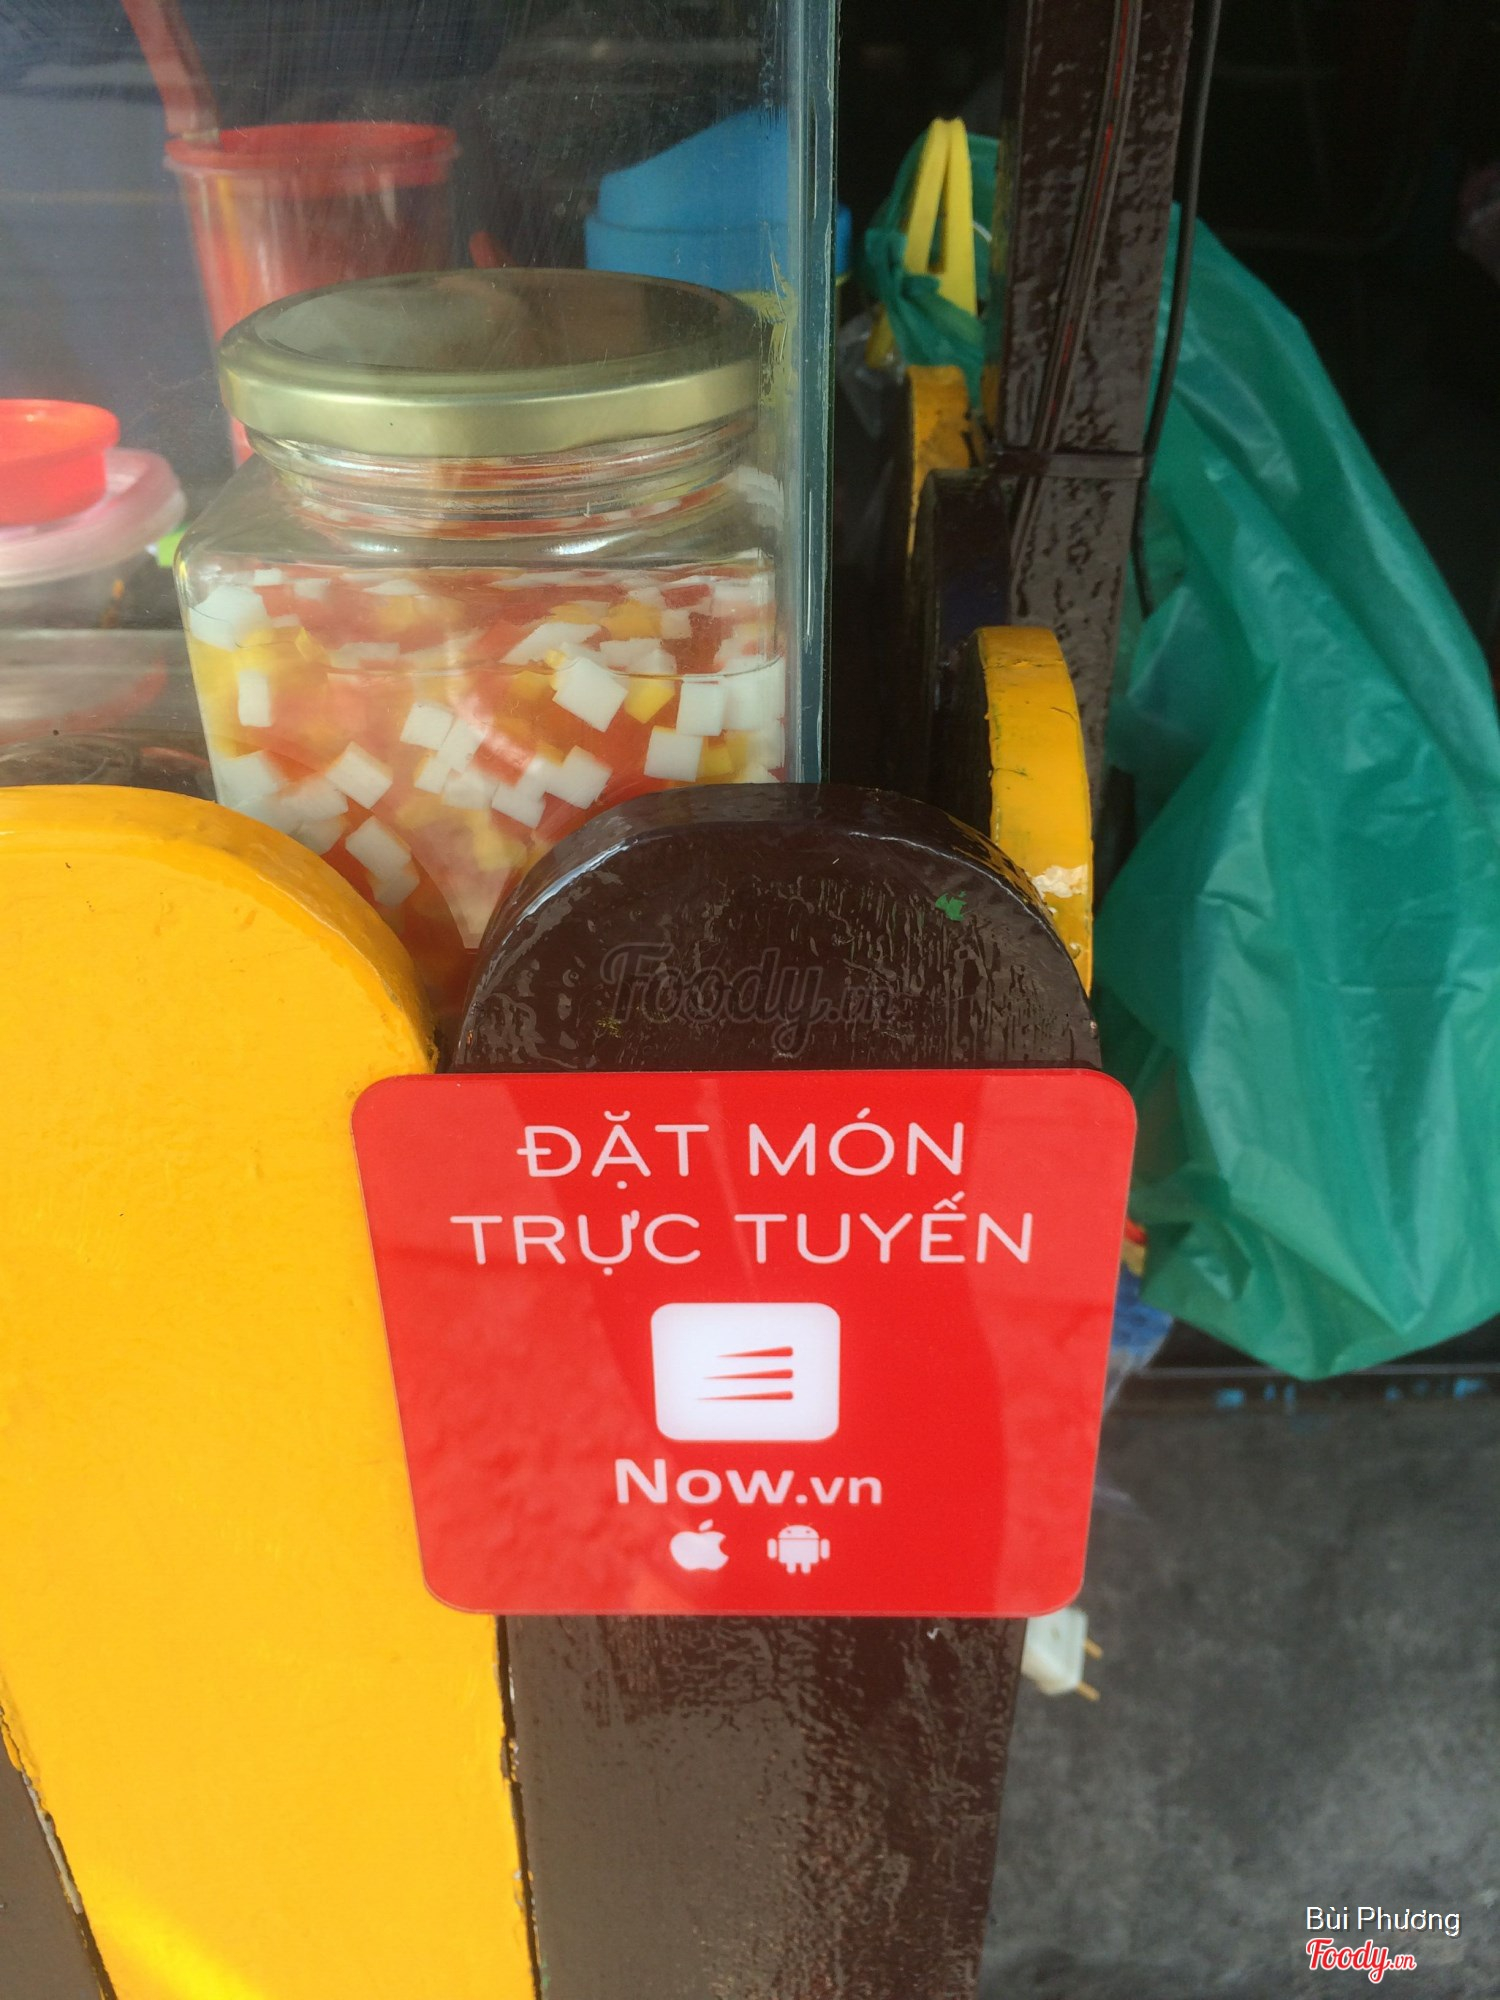 Foody.vn
ĐẶT MÓN
TRỰC TUYẾN
Now.vn
Bùi Phương
Foody.vn